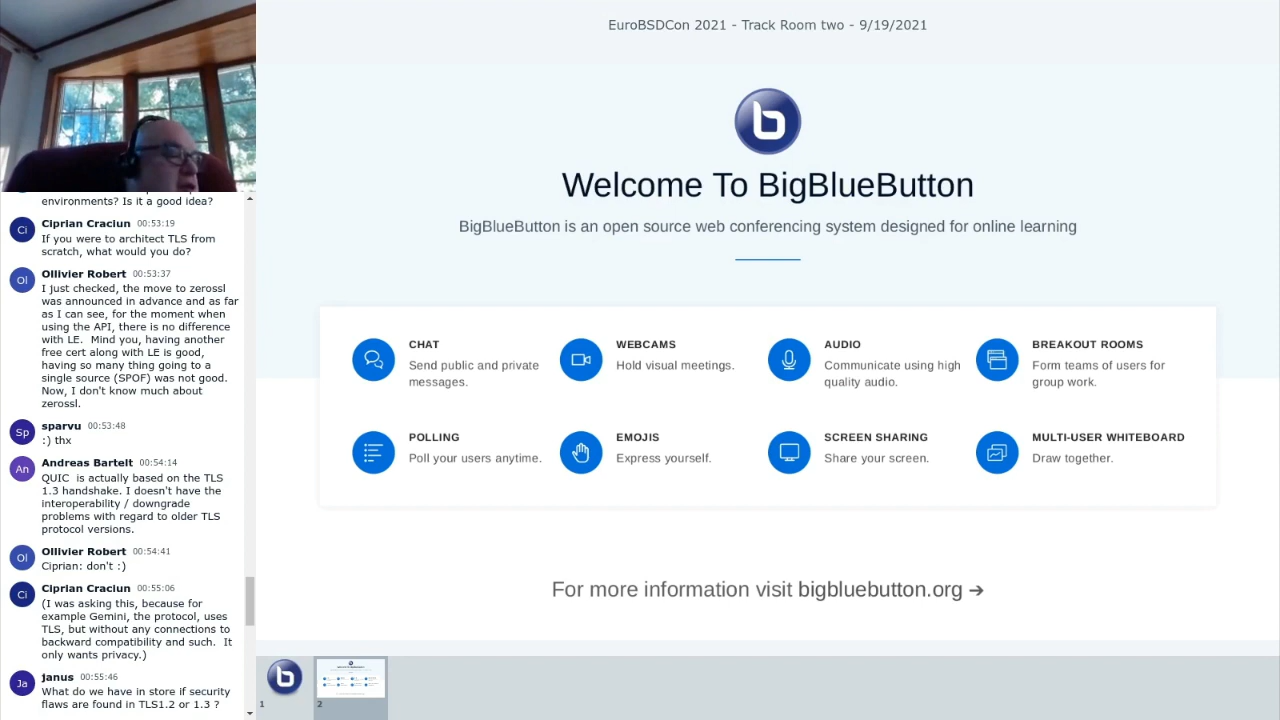 EuroBSDCon 2021 - Track Room two - 9/19/2021
environments? Is it a good idea?
Ci
Ciprian Craciun 00:53:19
If you were to architect TLS from
scratch, what would you do?
Ol
Ollivier Robert 00:53:37
I just checked, the move to zerossl
was announced in advance and as far
as I can see, for the moment when
using the API, there is no difference
with LE.  Mind you, having another
free cert along with LE is good,
having so many thing going to a
single source (SPOF) was not good.
Now, I don't know much about
zerossl.
Sp
sparvu 00:53:48
:) thx
An
Andreas Bartelt 00:54:14
QUIC  is actually based on the TLS
1.3 handshake. I doesn't have the
interoperability / downgrade
problems with regard to older TLS
protocol versions.
Ol
Ollivier Robert 00:54:41
Ciprian: don't :)
Ci
Ciprian Craciun 00:55:06
(I was asking this, because for
example Gemini, the protocol, uses
TLS, but without any connections to
backward compatibility and such.  It
only wants privacy.)
Ja
janus 00:55:46
What do we have in store if security
flaws are found in TLS1.2 or 1.3 ?
b
Welcome To BigBlueButton
BigBlueButton is an open source web conferencing system designed for online learning
CHAT
Send public and private
messages.
WEBCAMS
Hold visual meetings.
AUDIO
Communicate using high
quality audio.
BREAKOUT ROOMS
Form teams of users for
group work.
POLLING
Poll your users anytime.
EMOJIS
Express yourself.
SCREEN SHARING
Share your screen.
MULTI-USER WHITEBOARD
Draw together.
For more information visit bigbluebutton.org ➔
b
1
2